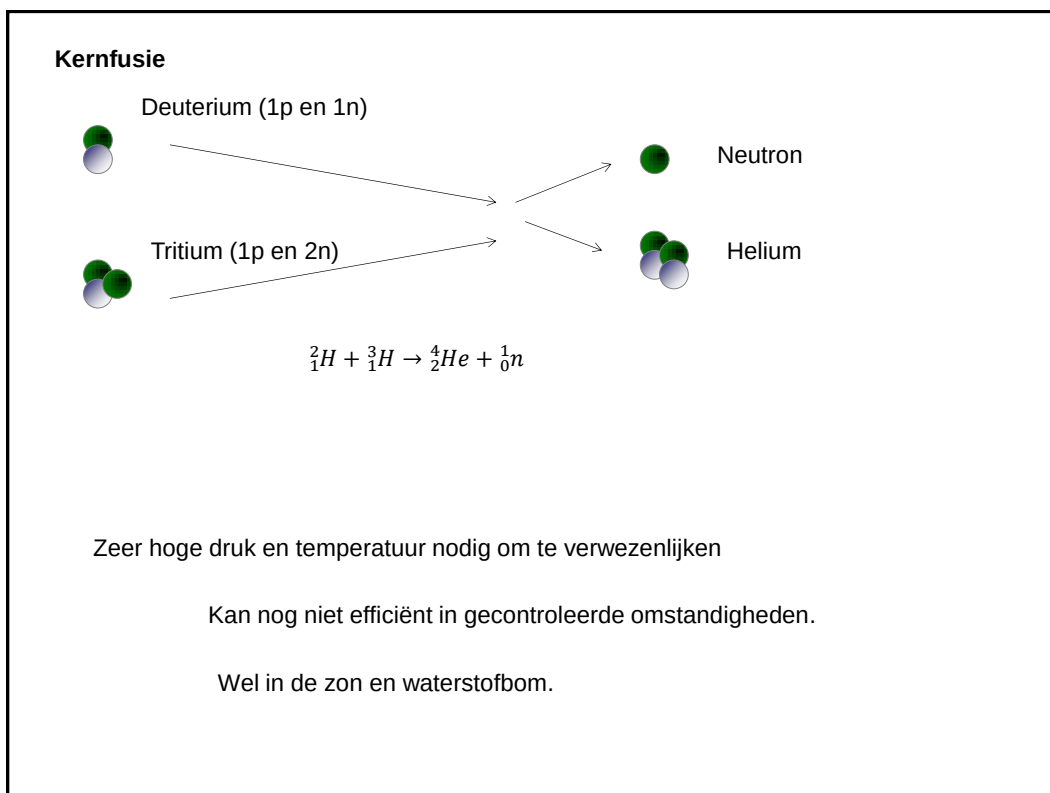 Kernfusie
Deuterium (1p en 1n)
Neutron
Tritium (1p en 2n)
Helium
²₁H + ³₁H → ⁴₂He + ¹₀n
Zeer hoge druk en temperatuur nodig om te verwezenlijken
Kan nog niet efficiënt in gecontroleerde omstandigheden.
Wel in de zon en waterstofbom.